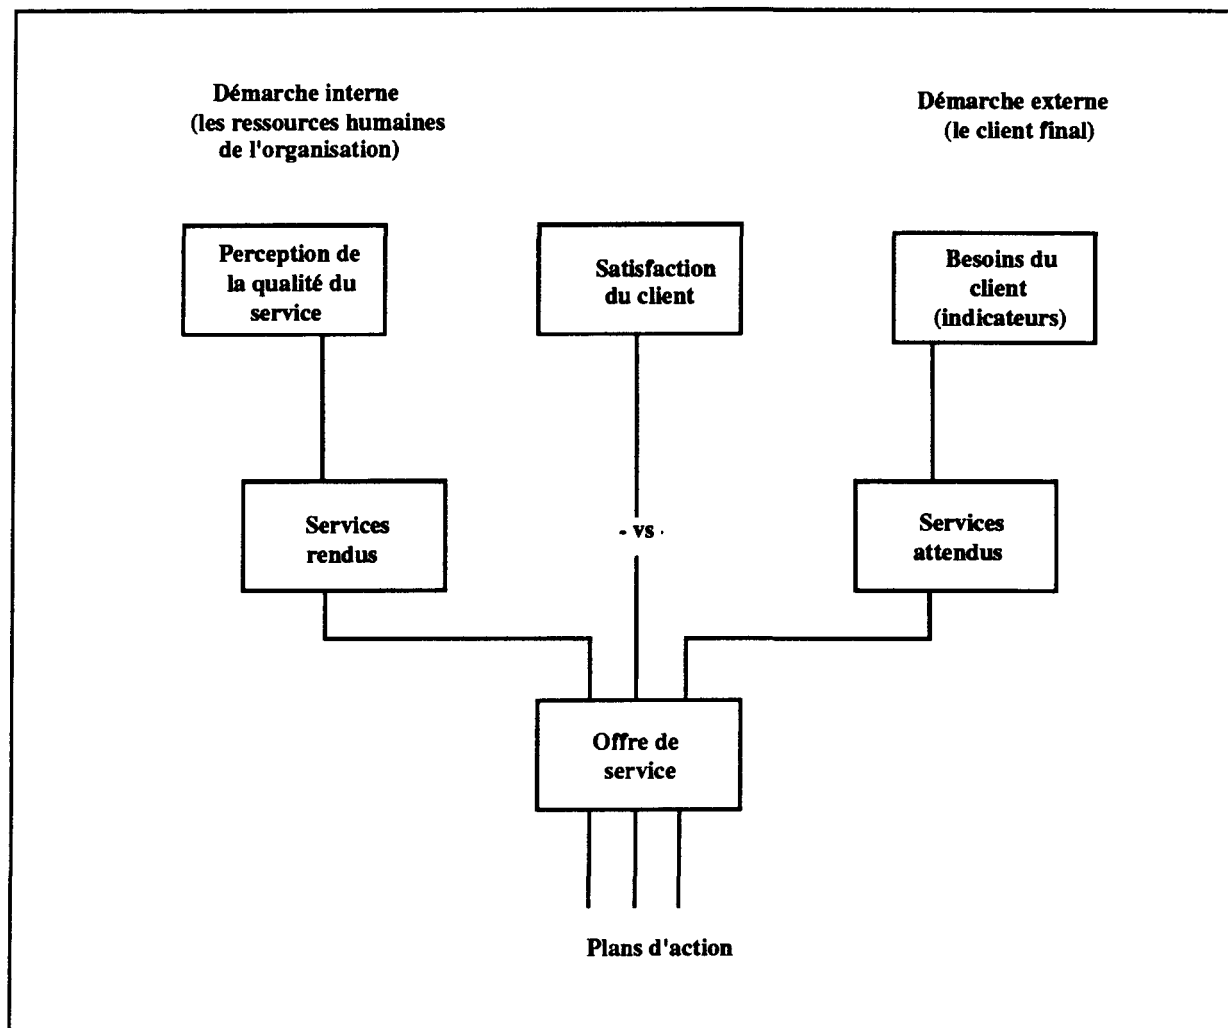 Démarche interne
(les ressources humaines
de l'organisation)
Démarche externe
(le client final)
Perception de
la qualité du
service
Satisfaction
du client
Besoins du
client
(indicateurs)
Services
rendus
- vs -
Services
attendus
Offre de
service
Plans d'action